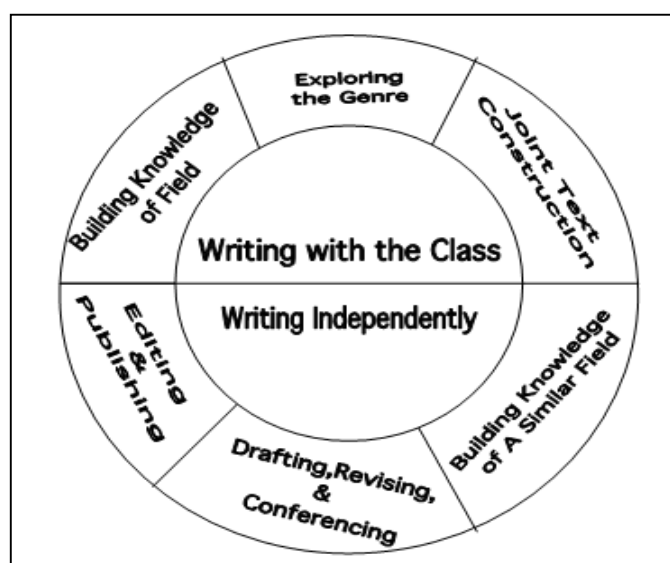 Exploring
the Genre
Joint Text
Construction
Building Knowledge
of Field
Writing with the Class
Writing Independently
Building Knowledge
of A Similar Field
Drafting,Revising,
&
Conferencing
Editing
&
Publishing